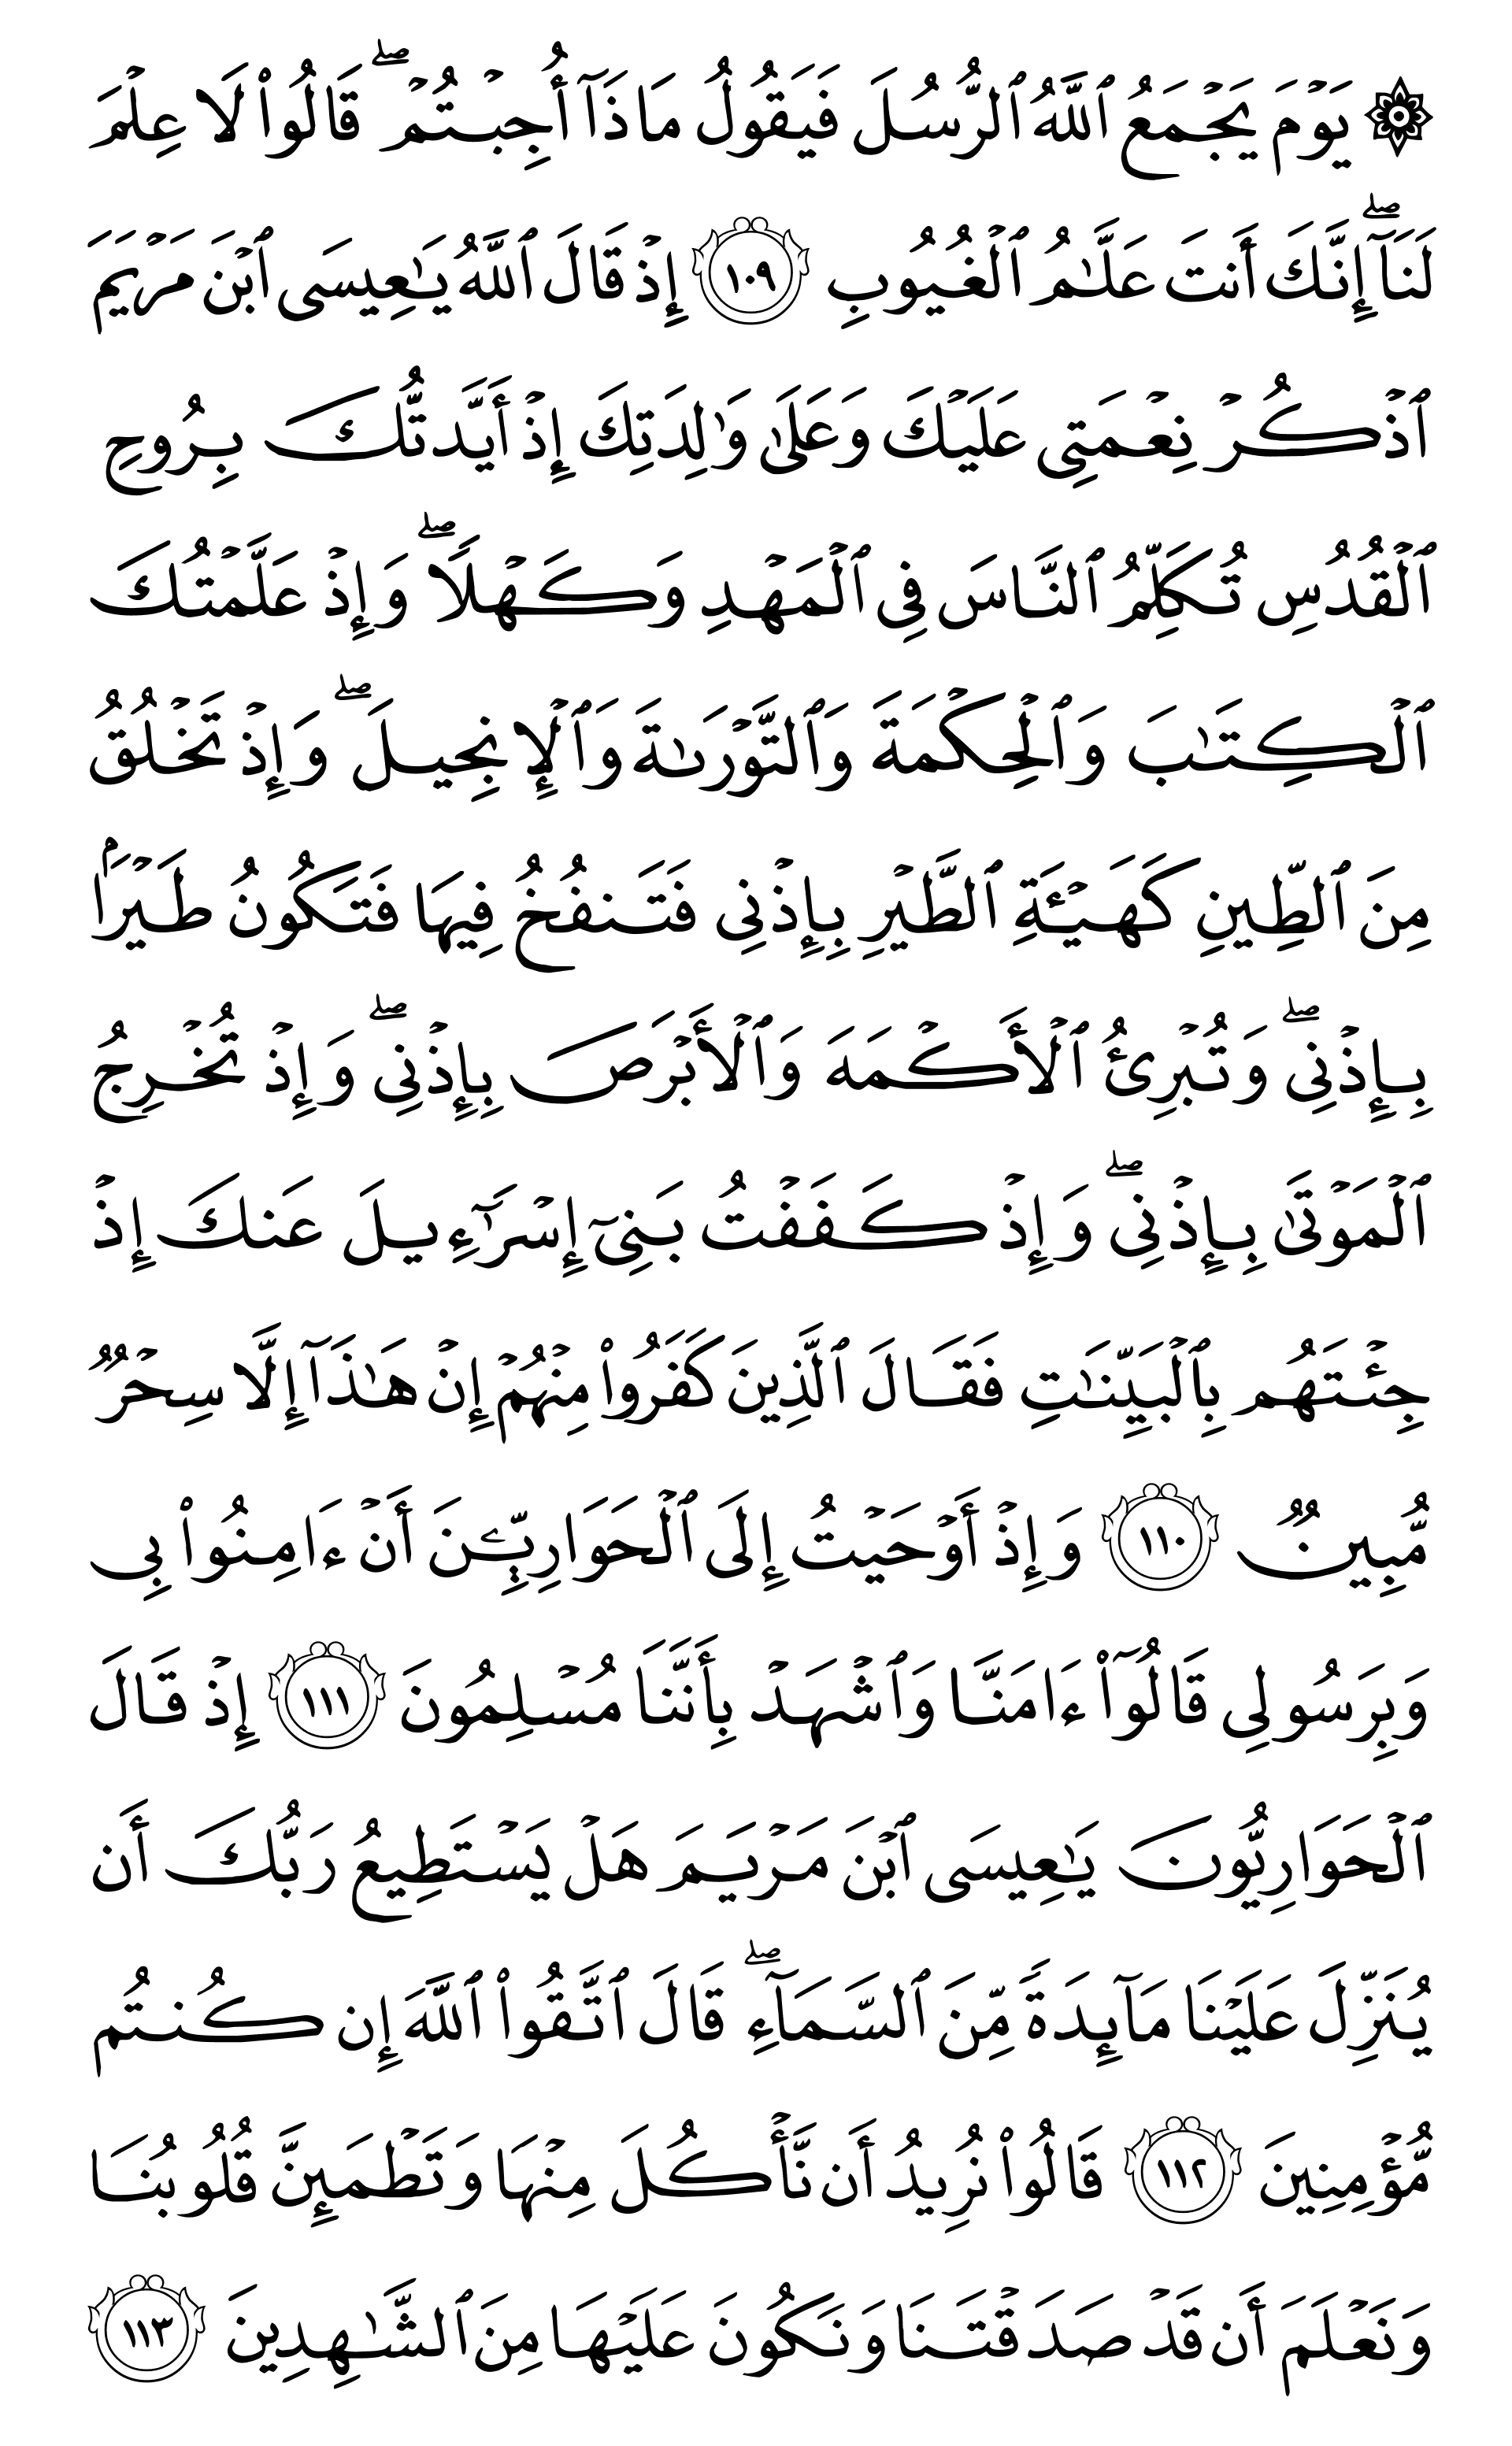 ۞ يَوۡمَ يَجۡمَعُ ٱللَّهُ ٱلرُّسُلَ فَيَقُولُ مَاذَآ أُجِبۡتُمۡۖ قَالُواْ لَا عِلۡمَ
لَنَآۖ إِنَّكَ أَنتَ عَلَّٰمُ ٱلۡغُيُوبِ ١٠٩ إِذۡ قَالَ ٱللَّهُ يَٰعِيسَى ٱبۡنَ مَرۡيَمَ
ٱذۡكُرۡ نِعۡمَتِي عَلَيۡكَ وَعَلَىٰ وَٰلِدَتِكَ إِذۡ أَيَّدتُّكَ بِرُوحِ
ٱلۡقُدُسِ تُكَلِّمُ ٱلنَّاسَ فِي ٱلۡمَهۡدِ وَكَهۡلٗاۖ وَإِذۡ عَلَّمۡتُكَ
ٱلۡكِتَٰبَ وَٱلۡحِكۡمَةَ وَٱلتَّوۡرَىٰةَ وَٱلۡإِنجِيلَۖ وَإِذۡ تَخۡلُقُ
مِنَ ٱلطِّينِ كَهَيۡـَٔةِ ٱلطَّيۡرِ بِإِذۡنِي فَتَنفُخُ فِيهَا فَتَكُونُ طَيۡرَۢا
بِإِذۡنِيۖ وَتُبۡرِئُ ٱلۡأَكۡمَهَ وَٱلۡأَبۡرَصَ بِإِذۡنِيۖ وَإِذۡ تُخۡرِجُ
ٱلۡمَوۡتَىٰ بِإِذۡنِيۖ وَإِذۡ كَفَفۡتُ بَنِيٓ إِسۡرَٰٓءِيلَ عَنكَ إِذۡ
جِئۡتَهُم بِٱلۡبَيِّنَٰتِ فَقَالَ ٱلَّذِينَ كَفَرُواْ مِنۡهُمۡ إِنۡ هَٰذَآ إِلَّا سِحۡرٞ
مُّبِينٞ ١١٠ وَإِذۡ أَوۡحَيۡتُ إِلَى ٱلۡحَوَارِيِّـۧنَ أَنۡ ءَامِنُواْ بِي
وَبِرَسُولِي قَالُوٓاْ ءَامَنَّا وَٱشۡهَدۡ بِأَنَّنَا مُسۡلِمُونَ ١١١ إِذۡ قَالَ
ٱلۡحَوَارِيُّونَ يَٰعِيسَى ٱبۡنَ مَرۡيَمَ هَلۡ يَسۡتَطِيعُ رَبُّكَ أَن
يُنَزِّلَ عَلَيۡنَا مَآئِدَةٗ مِّنَ ٱلسَّمَآءِۖ قَالَ ٱتَّقُواْ ٱللَّهَ إِن كُنتُم
مُّؤۡمِنِينَ ١١٢ قَالُواْ نُرِيدُ أَن نَّأۡكُلَ مِنۡهَا وَتَطۡمَئِنَّ قُلُوبُنَا
وَنَعۡلَمَ أَن قَدۡ صَدَقۡتَنَا وَنَكُونَ عَلَيۡهَا مِنَ ٱلشَّٰهِدِينَ ١١٣